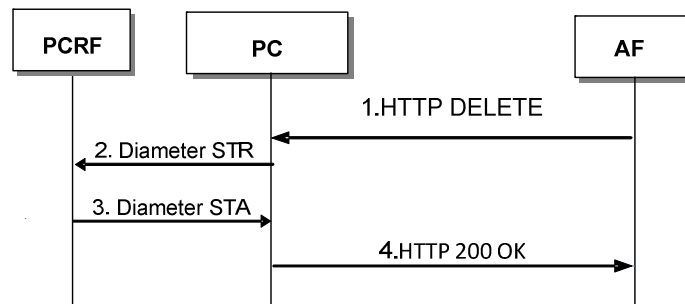 PCRF
PC
AF
1.HTTP DELETE
2. Diameter STR
3. Diameter STA
4.HTTP 200 OK